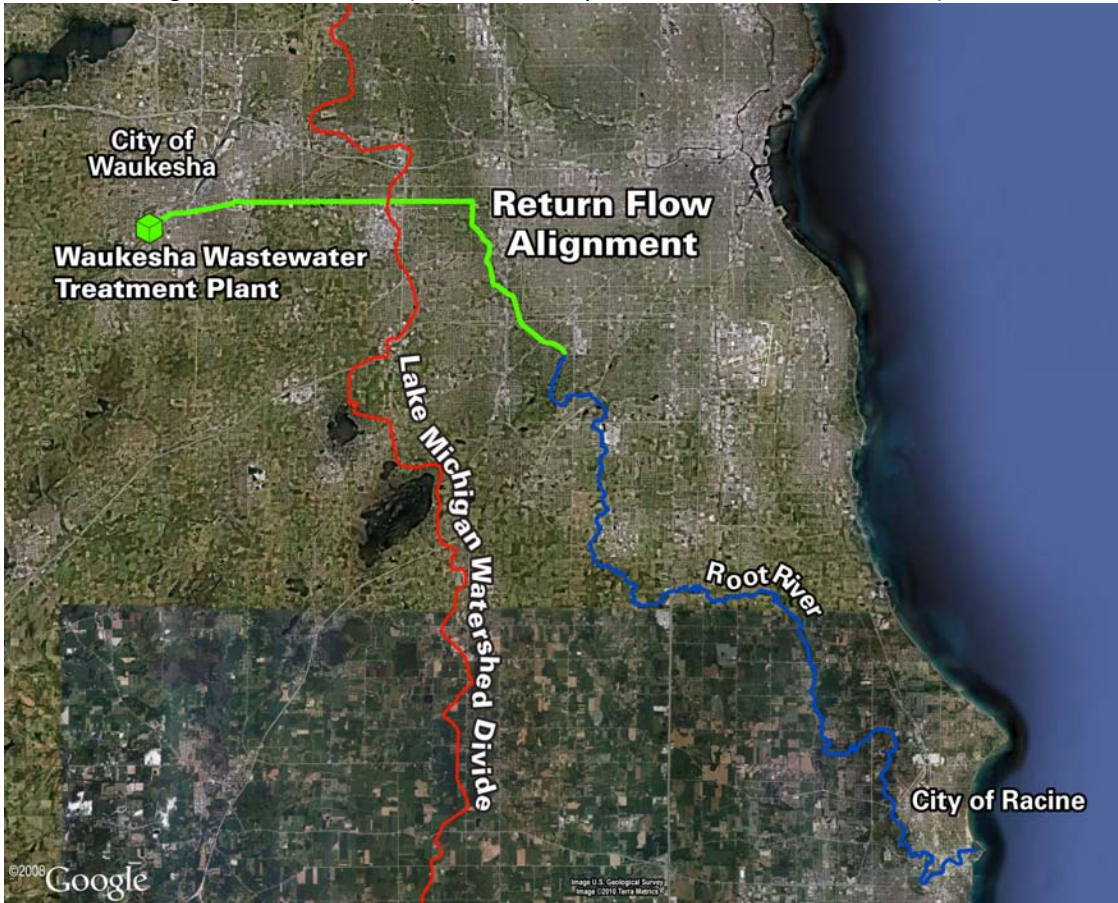 City of
Waukesha
Return Flow
Alignment
Waukesha Wastewater
Treatment Plant
Lake Michigan Watershed Divide
Root River
City of Racine
©2008 Google
Image U.S. Geological Survey
Image ©2010 Terra Metrics